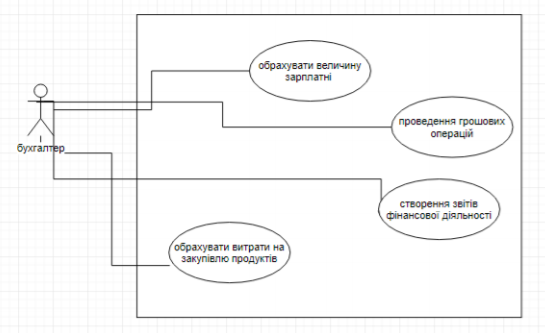 обрахувати величину
зарплатні
проведення грошових
операцій
бухгалтер
створення звітів
фінансової діяльності
обрахувати витрати на
закупівлю продуктів